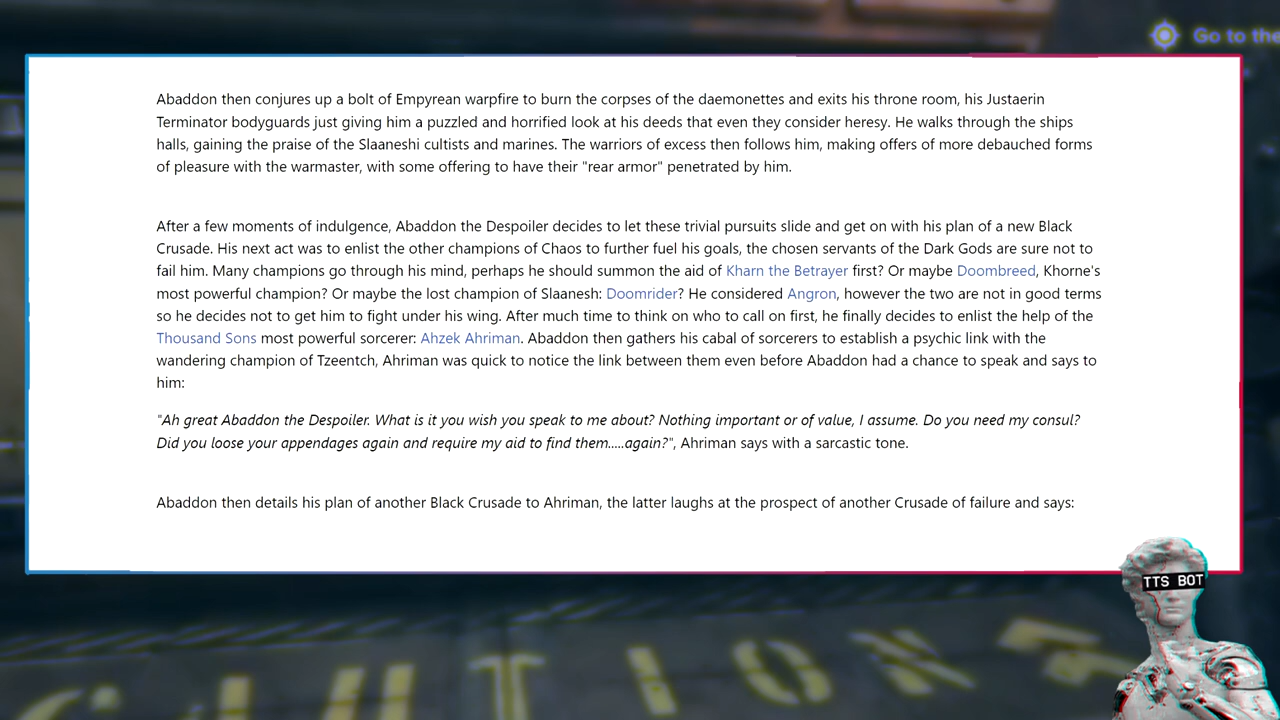 Go to the
Abaddon then conjures up a bolt of Empyrean warpfire to burn the corpses of the daemonettes and exits his throne room, his Justaerin
Terminator bodyguards just giving him a puzzled and horrified look at his deeds that even they consider heresy. He walks through the ships
halls, gaining the praise of the Slaaneshi cultists and marines. The warriors of excess then follows him, making offers of more debauched forms
of pleasure with the warmaster, with some offering to have their "rear armor" penetrated by him.
After a few moments of indulgence, Abaddon the Despoiler decides to let these trivial pursuits slide and get on with his plan of a new Black
Crusade. His next act was to enlist the other champions of Chaos to further fuel his goals, the chosen servants of the Dark Gods are sure not to
fail him. Many champions go through his mind, perhaps he should summon the aid of Kharn the Betrayer first? Or maybe Doombreed, Khorne's
most powerful champion? Or maybe the lost champion of Slaanesh: Doomrider? He considered Angron, however the two are not in good terms
so he decides not to get him to fight under his wing. After much time to think on who to call on first, he finally decides to enlist the help of the
Thousand Sons most powerful sorcerer: Ahzek Ahriman. Abaddon then gathers his cabal of sorcerers to establish a psychic link with the
wandering champion of Tzeentch, Ahriman was quick to notice the link between them even before Abaddon had a chance to speak and says to
him:
"Ah great Abaddon the Despoiler. What is it you wish you speak to me about? Nothing important or of value, I assume. Do you need my consul?
Did you loose your appendages again and require my aid to find them.....again?", Ahriman says with a sarcastic tone.
Abaddon then details his plan of another Black Crusade to Ahriman, the latter laughs at the prospect of another Crusade of failure and says:
TTS BOT
CAUTION